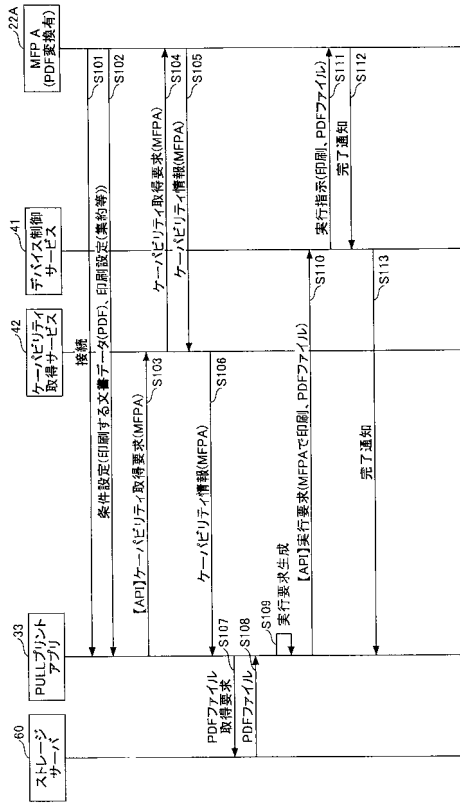 60
ストレージ
サーバ
33
PULLプリント
アプリ
42
ケーパビリティ
取得サービス
41
デバイス制御
サービス
22A
MFP A
(PDF変換有)
接続
S101
条件設定(印刷する文書データ(PDF)、印刷設定(集約等))
S102
【API】ケーパビリティ取得要求(MFPA)
S103
ケーパビリティ取得要求(MFPA)
S104
ケーパビリティ情報(MFPA)
S105
ケーパビリティ情報(MFPA)
S106
PDFファイル
取得要求
S107
PDFファイル
S108
S109
実行要求生成
【API】実行要求(MFPAで印刷、PDFファイル)
S110
実行指示(印刷、PDFファイル)
S111
完了通知
S112
完了通知
S113